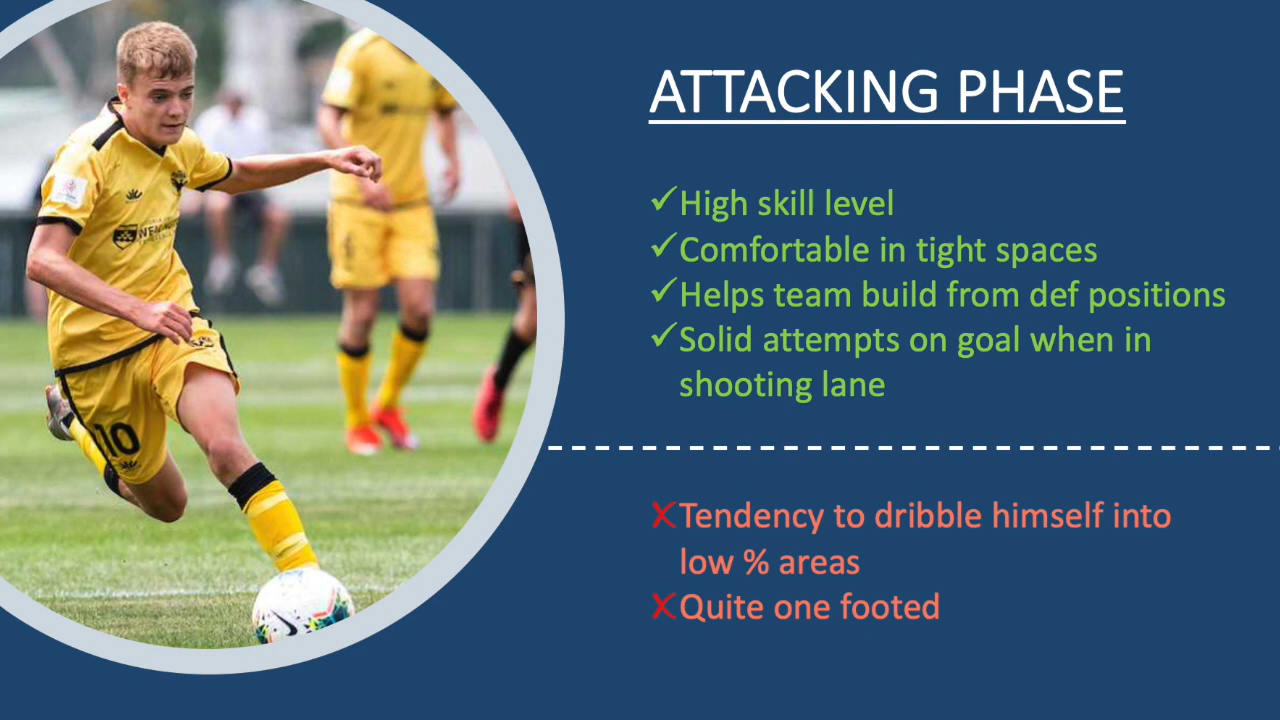 ATTACKING PHASE
✓High skill level
✓Comfortable in tight spaces
✓Helps team build from def positions
✓Solid attempts on goal when in
shooting lane
✗Tendency to dribble himself into
low % areas
✗Quite one footed
10